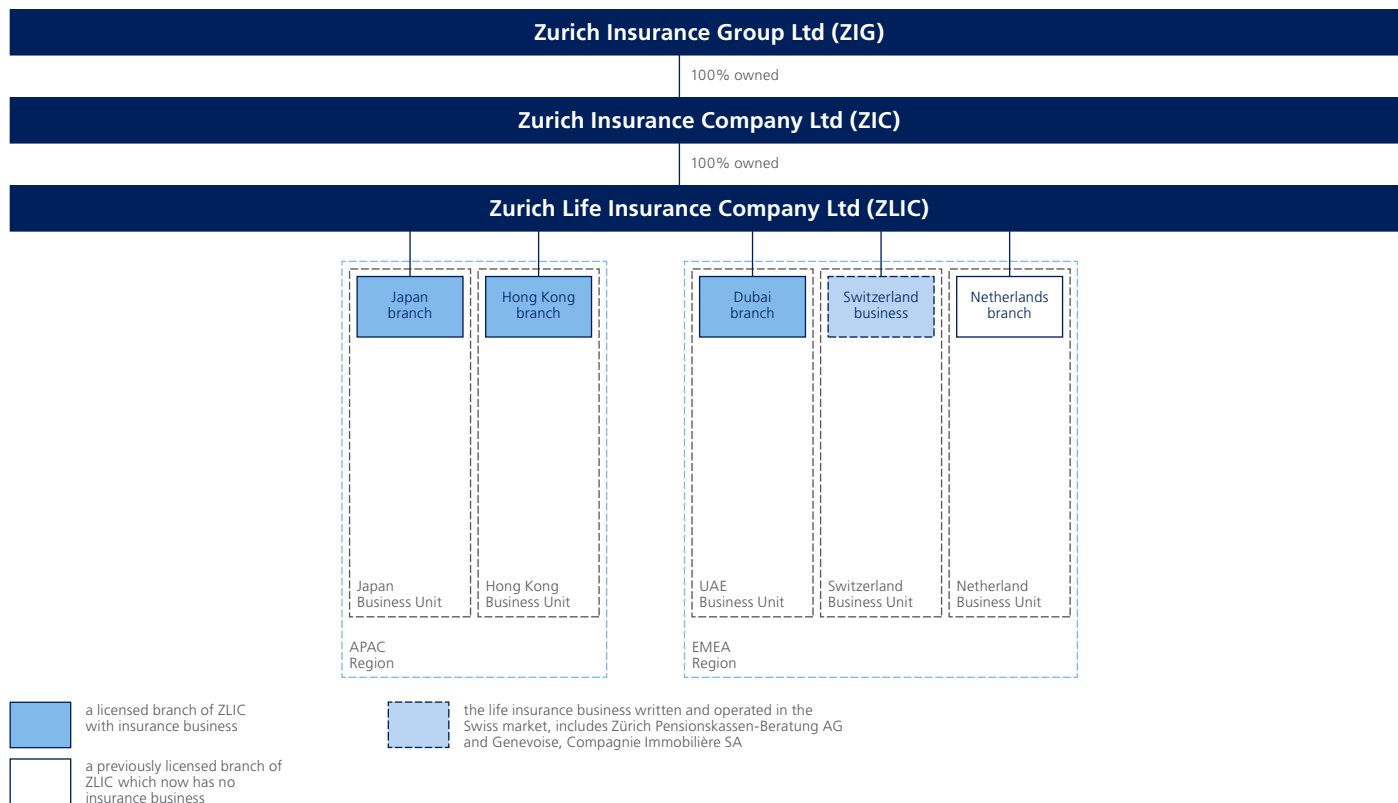 Zurich Insurance Group Ltd (ZIG)
100% owned
Zurich Insurance Company Ltd (ZIC)
100% owned
Zurich Life Insurance Company Ltd (ZLIC)
Japan
branch
Hong Kong
branch
Dubai
branch
Switzerland
business
Netherlands
branch
Japan
Business Unit
Hong Kong
Business Unit
UAE
Business Unit
Switzerland
Business Unit
Netherland
Business Unit
APAC
Region
EMEA
Region
a licensed branch of ZLIC
with insurance business
the life insurance business written and operated in the
Swiss market, includes Zürich Pensionskassen-Beratung AG
and Genevoise, Compagnie Immobilière SA
a previously licensed branch of
ZLIC which now has no
insurance business